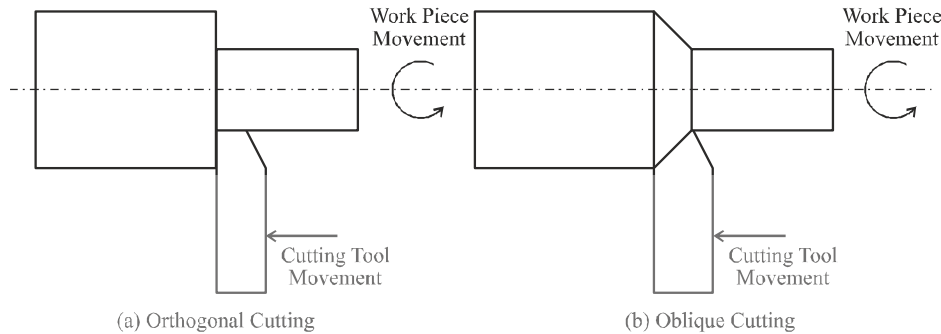 Work Piece
Movement
Cutting Tool
Movement
(a) Orthogonal Cutting
Work Piece
Movement
Cutting Tool
Movement
(b) Oblique Cutting